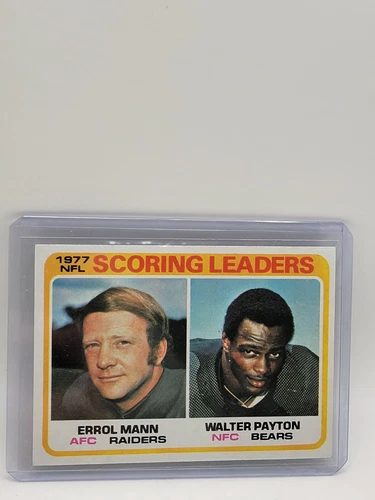 1977 NFL SCORING LEADERS
ERROL MANN
AFC RAIDERS
WALTER PAYTON
NFC BEARS